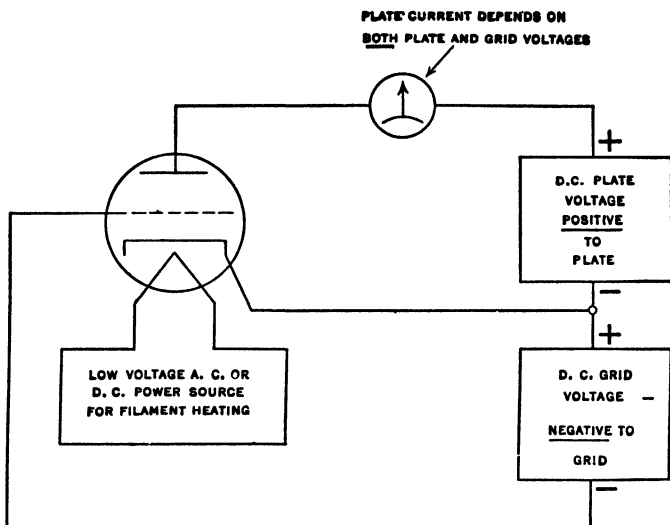 PLATE CURRENT DEPENDS ON
BOTH PLATE AND GRID VOLTAGES
+
D.C. PLATE
VOLTAGE
POSITIVE
TO
PLATE
−
+
LOW VOLTAGE A. C. OR
D. C. POWER SOURCE
FOR FILAMENT HEATING
D. C. GRID
VOLTAGE −
NEGATIVE TO
GRID
−